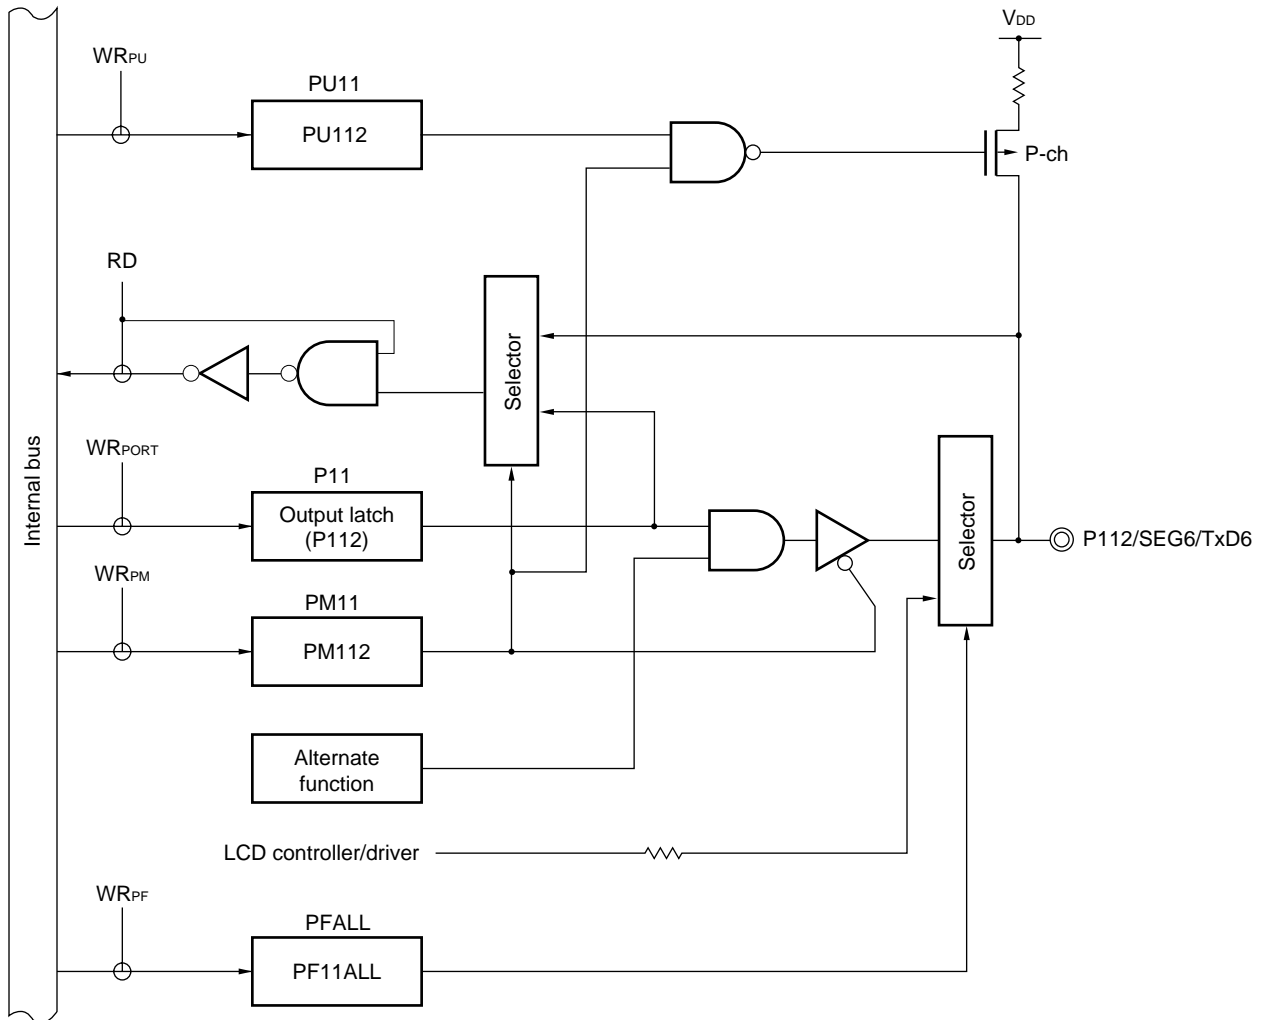 VDD
WRPU
PU11
PU112
P-ch
RD
Selector
Internal bus
WRPORT
P11
Output latch
(P112)
Selector
P112/SEG6/TxD6
WRPM
PM11
PM112
Alternate
function
LCD controller/driver
WRPF
PFALL
PF11ALL